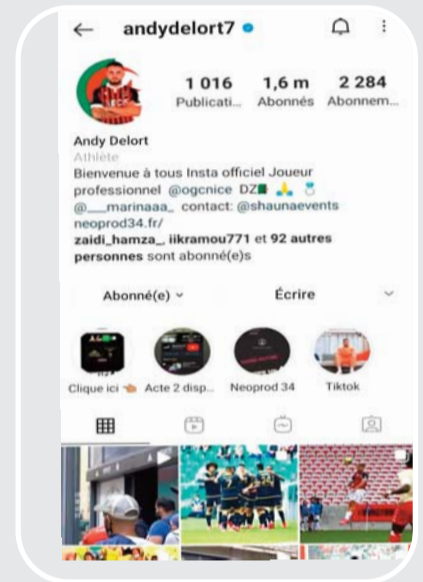 andydelort7
1 016 1,6 m 2 284
Publicati... Abonnés Abonnem...
Andy Delort
Athlète
Bienvenue à tous Insta officiel Joueur
professionnel @ogcnice DZ🇩🇿 🙏 💍
@___marinaaa_ contact: @shaunaevents
neoprod34.fr/
zaidi_hamza_, iikramou771 et 92 autres
personnes sont abonné(e)s
Abonné(e) Écrire
Clique ici 👈 Acte 2 disp... Neoprod 34 Tiktok